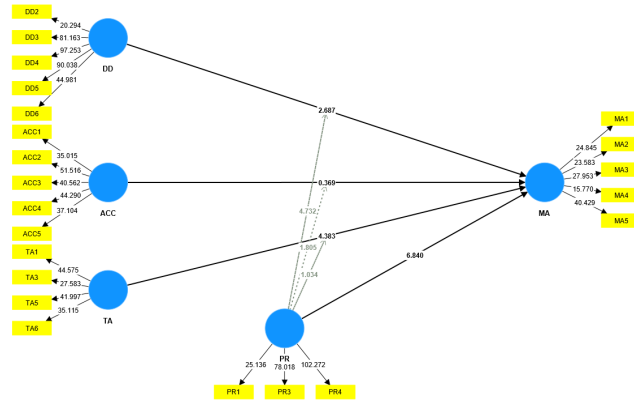 DD2
DD3
DD4
DD5
DD6
20.294
81.163
97.253
90.038
44.981
DD
ACC1
ACC2
ACC3
ACC4
ACC5
35.015
51.516
40.562
44.290
37.104
ACC
TA1
TA3
TA5
TA6
44.575
27.583
41.997
35.115
TA
2.687
0.369
4.383
6.840
4.732
1.805
1.034
PR
25.136
78.018
102.272
PR1
PR3
PR4
MA
24.845
23.583
27.953
15.770
40.429
MA1
MA2
MA3
MA4
MA5